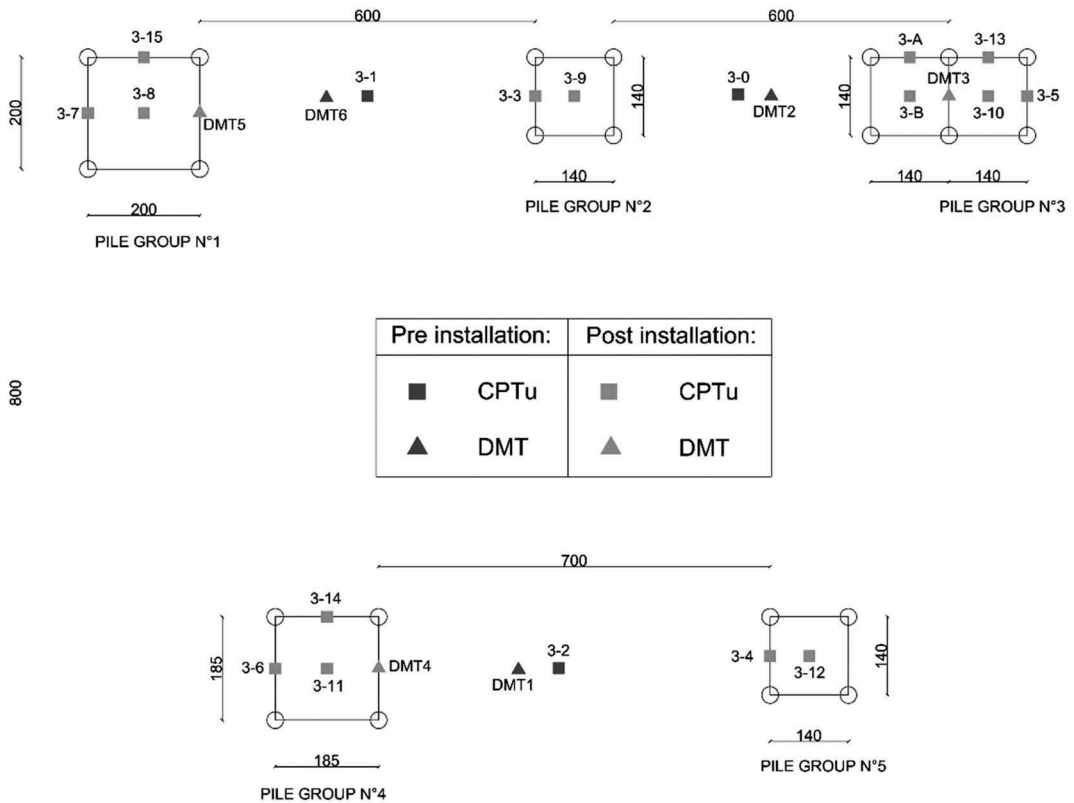 600
600
3-15
3-A
3-13
3-1
3-9
3-0
DMT3
200
3-8
3-3
140
140
3-5
3-7
DMT5
DMT6
DMT2
3-B
3-10
140
140
140
200
PILE GROUP N°2
PILE GROUP N°3
PILE GROUP N°1
Pre installation:
Post installation:
CPTu
CPTu
800
DMT
DMT
700
3-14
185
3-6
3-2
3-4
140
DMT4
3-11
DMT1
3-12
140
185
PILE GROUP N°5
PILE GROUP N°4